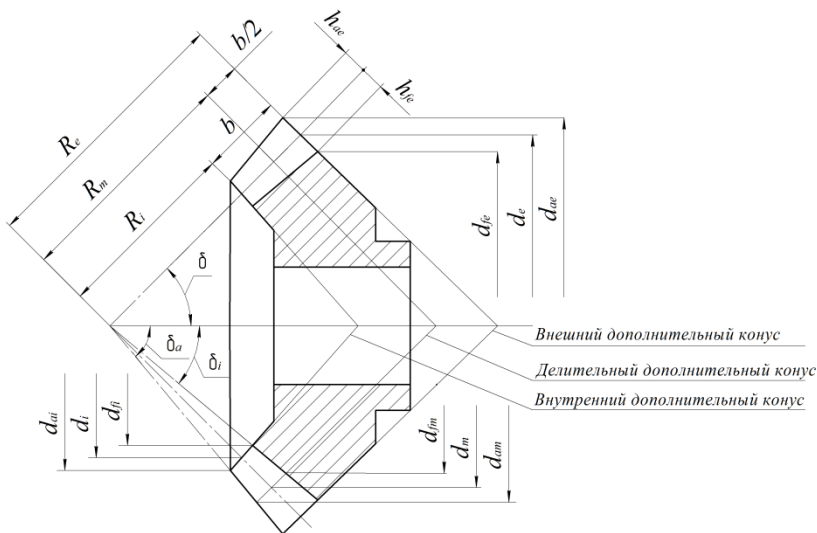 hae
b/2
hfe
b
Re
Rm
Ri
dfe
de
dae
δ
δa
δi
Внешний дополнительный конус
Делительный дополнительный конус
Внутренний дополнительный конус
dai
di
dfi
dfm
dm
dam